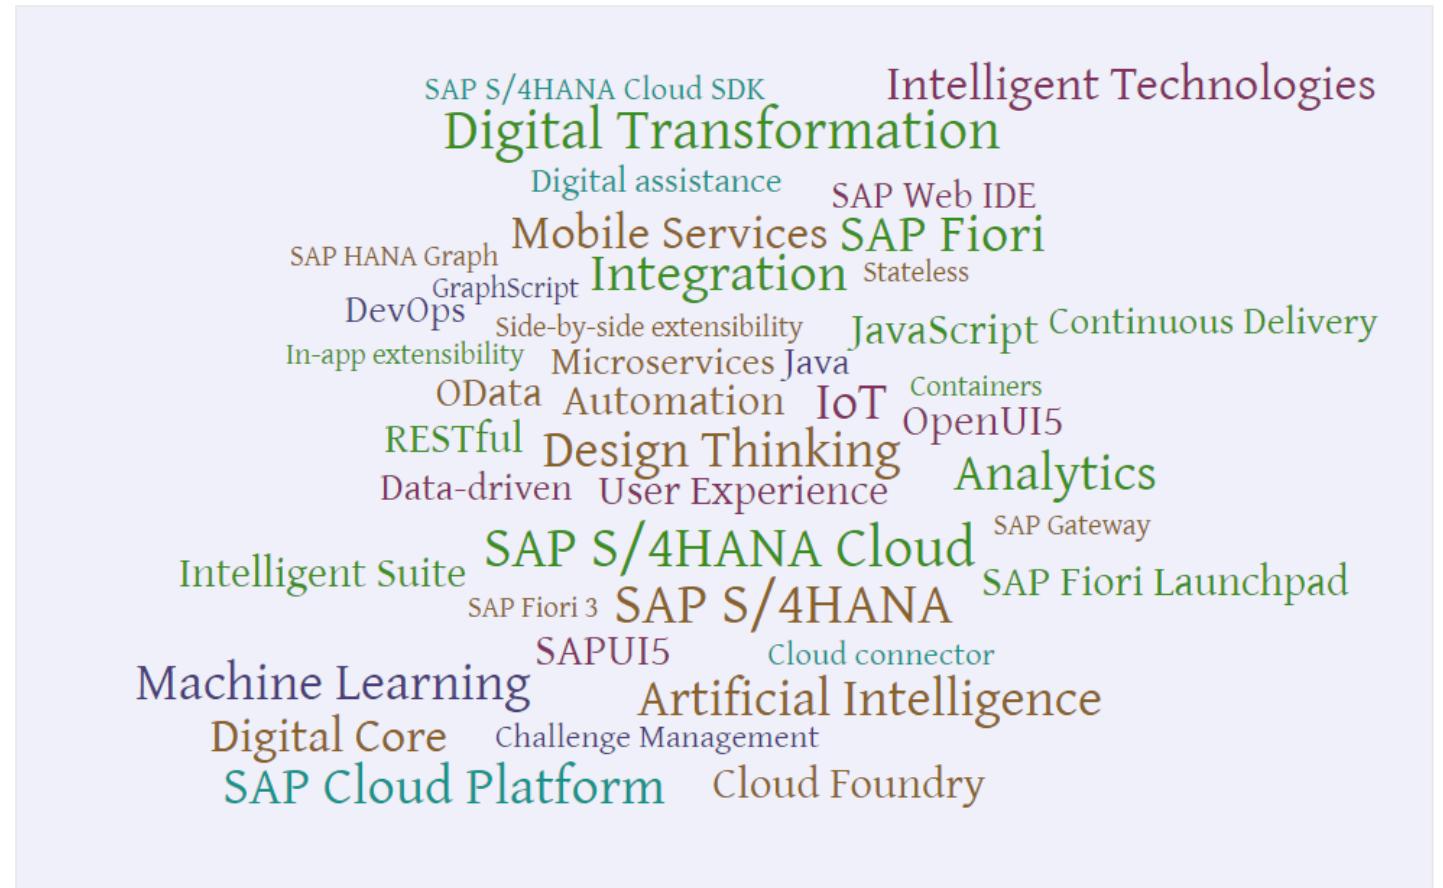 Intelligent Technologies
SAP S/4HANA Cloud SDK
Digital Transformation
Digital assistance
SAP Web IDE
Mobile Services
SAP Fiori
SAP HANA Graph
Integration
Stateless
GraphScript
DevOps
Side-by-side extensibility
JavaScript
Continuous Delivery
In-app extensibility
Microservices
Java
OData
Automation
IoT
Containers
OpenUI5
RESTful
Design Thinking
Analytics
Data-driven
User Experience
SAP Gateway
SAP S/4HANA Cloud
Intelligent Suite
SAP Fiori Launchpad
SAP Fiori 3
SAP S/4HANA
SAPUI5
Cloud connector
Machine Learning
Artificial Intelligence
Digital Core
Challenge Management
SAP Cloud Platform
Cloud Foundry